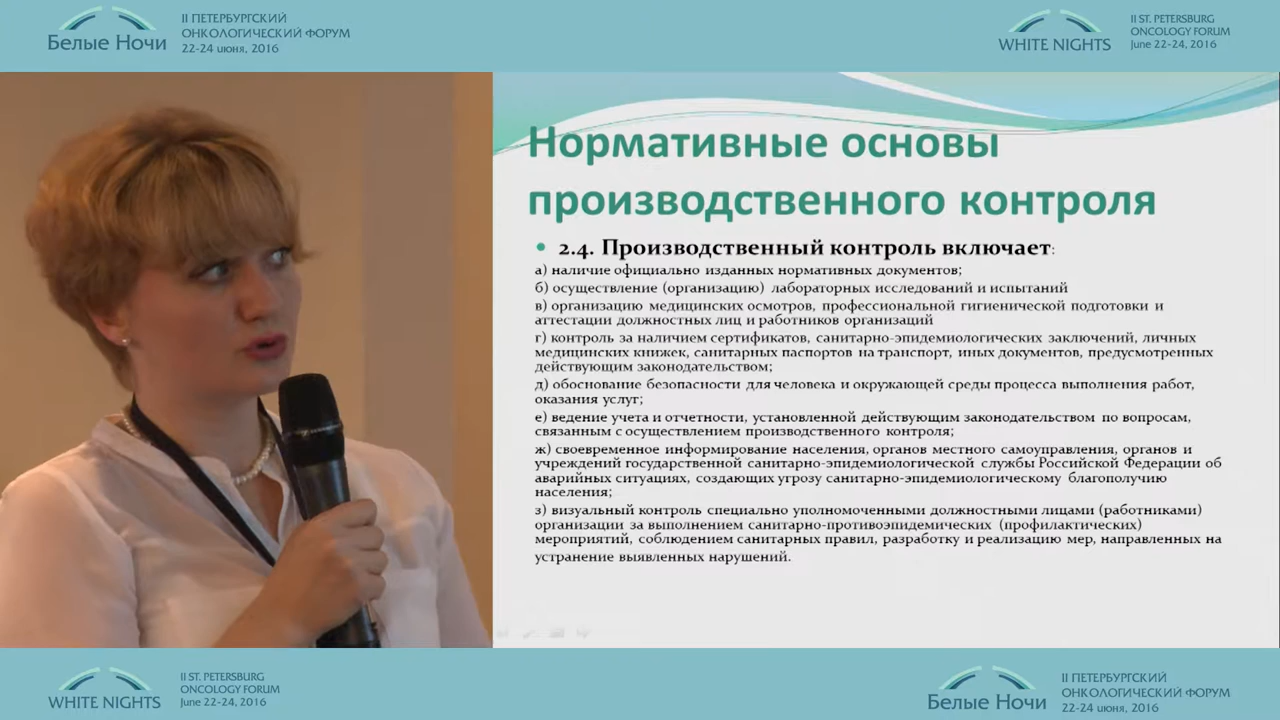 Белые Ночи
II ПЕТЕРБУРГСКИЙ
ОНКОЛОГИЧЕСКИЙ ФОРУМ
22-24 июня, 2016
WHITE NIGHTS
II ST. PETERSBURG
ONCOLOGY FORUM
June 22-24, 2016
Нормативные основы
производственного контроля
• 2.4. Производственный контроль включает:
а) наличие официально изданных нормативных документов;
б) осуществление (организацию) лабораторных исследований и испытаний
в) организацию медицинских осмотров, профессиональной гигиенической подготовки и
аттестации должностных лиц и работников организаций
г) контроль за наличием сертификатов, санитарно-эпидемиологических заключений, личных
медицинских книжек, санитарных паспортов на транспорт, иных документов, предусмотренных
действующим законодательством;
д) обоснование безопасности для человека и окружающей среды процесса выполнения работ,
оказания услуг;
е) ведение учета и отчетности, установленной действующим законодательством по вопросам,
связанным с осуществлением производственного контроля;
ж) своевременное информирование населения, органов местного самоуправления, органов и
учреждений государственной санитарно-эпидемиологической службы Российской Федерации об
аварийных ситуациях, создающих угрозу санитарно-эпидемиологическому благополучию
населения;
з) визуальный контроль специально уполномоченными должностными лицами (работниками)
организации за выполнением санитарно-противоэпидемических (профилактических)
мероприятий, соблюдением санитарных правил, разработку и реализацию мер, направленных на
устранение выявленных нарушений.
WHITE NIGHTS
II ST. PETERSBURG
ONCOLOGY FORUM
June 22-24, 2016
Белые Ночи
II ПЕТЕРБУРГСКИЙ
ОНКОЛОГИЧЕСКИЙ ФОРУМ
22-24 июня, 2016